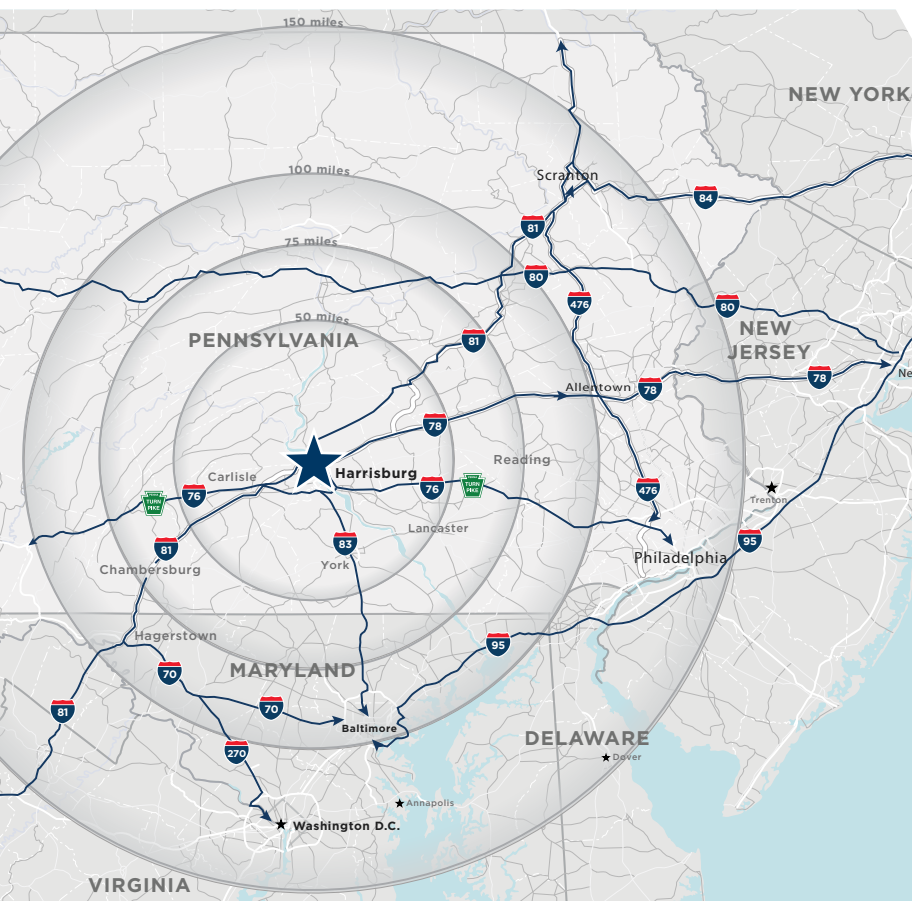 150 miles
NEW YORK
100 miles
Scranton
84
81
75 miles
80
476
80
50 miles
PENNSYLVANIA
81
NEW
JERSEY
78
Ne
Allentown
78
78
Harrisburg
Reading
Carlisle
76
TURN
PIKE
76
TURN
PIKE
476
Trenton
Lancaster
83
81
95
York
Chambersburg
Philadelphia
Hagerstown
95
70
MARYLAND
70
81
Baltimore
270
DELAWARE
Dover
Annapolis
Washington D.C.
VIRGINIA